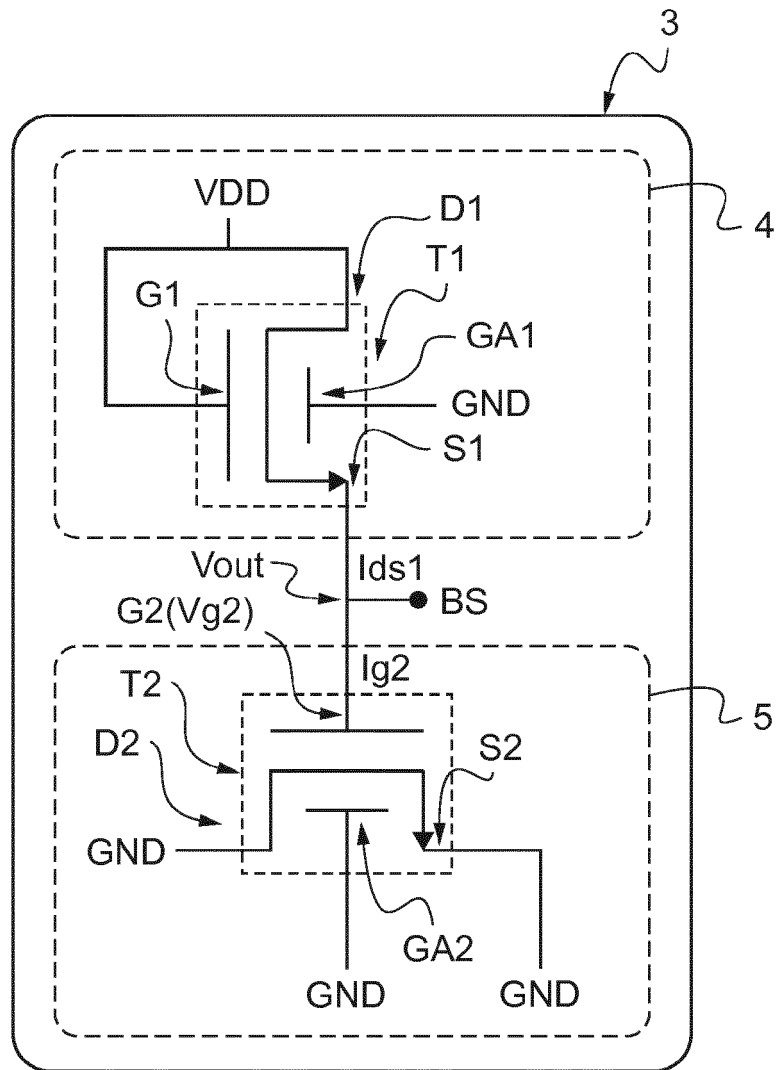 3
VDD
D1
4
T1
G1
GA1
GND
S1
Vout
Ids1
BS
G2(Vg2)
Ig2
T2
5
D2
S2
GND
GA2
GND
GND